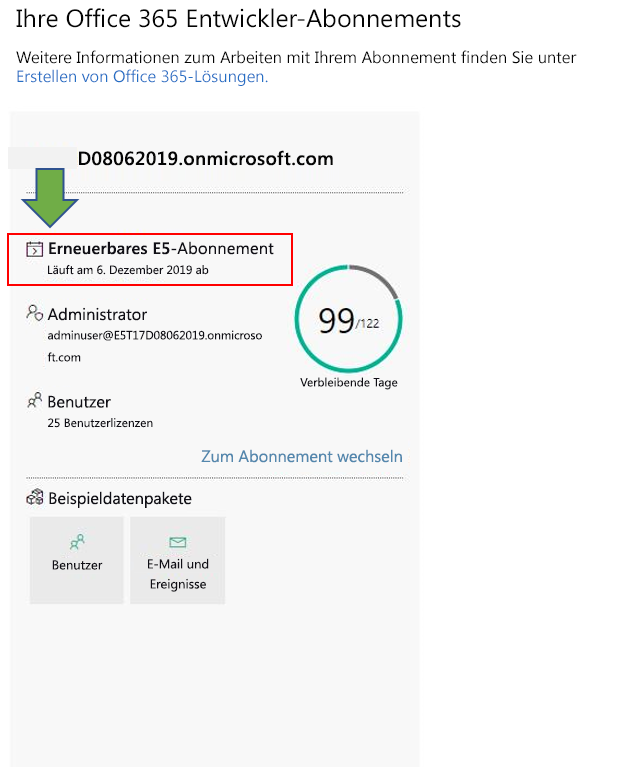 Ihre Office 365 Entwickler-Abonnements
Weitere Informationen zum Arbeiten mit Ihrem Abonnement finden Sie unter
Erstellen von Office 365-Lösungen.
D08062019.onmicrosoft.com
Erneuerbares E5-Abonnement
Läuft am 6. Dezember 2019 ab
Administrator
adminuser@E5T17D08062019.onmicroso
ft.com
99/122
Verbleibende Tage
Benutzer
25 Benutzerlizenzen
Zum Abonnement wechseln
Beispieldatenpakete
Benutzer
E-Mail und
Ereignisse